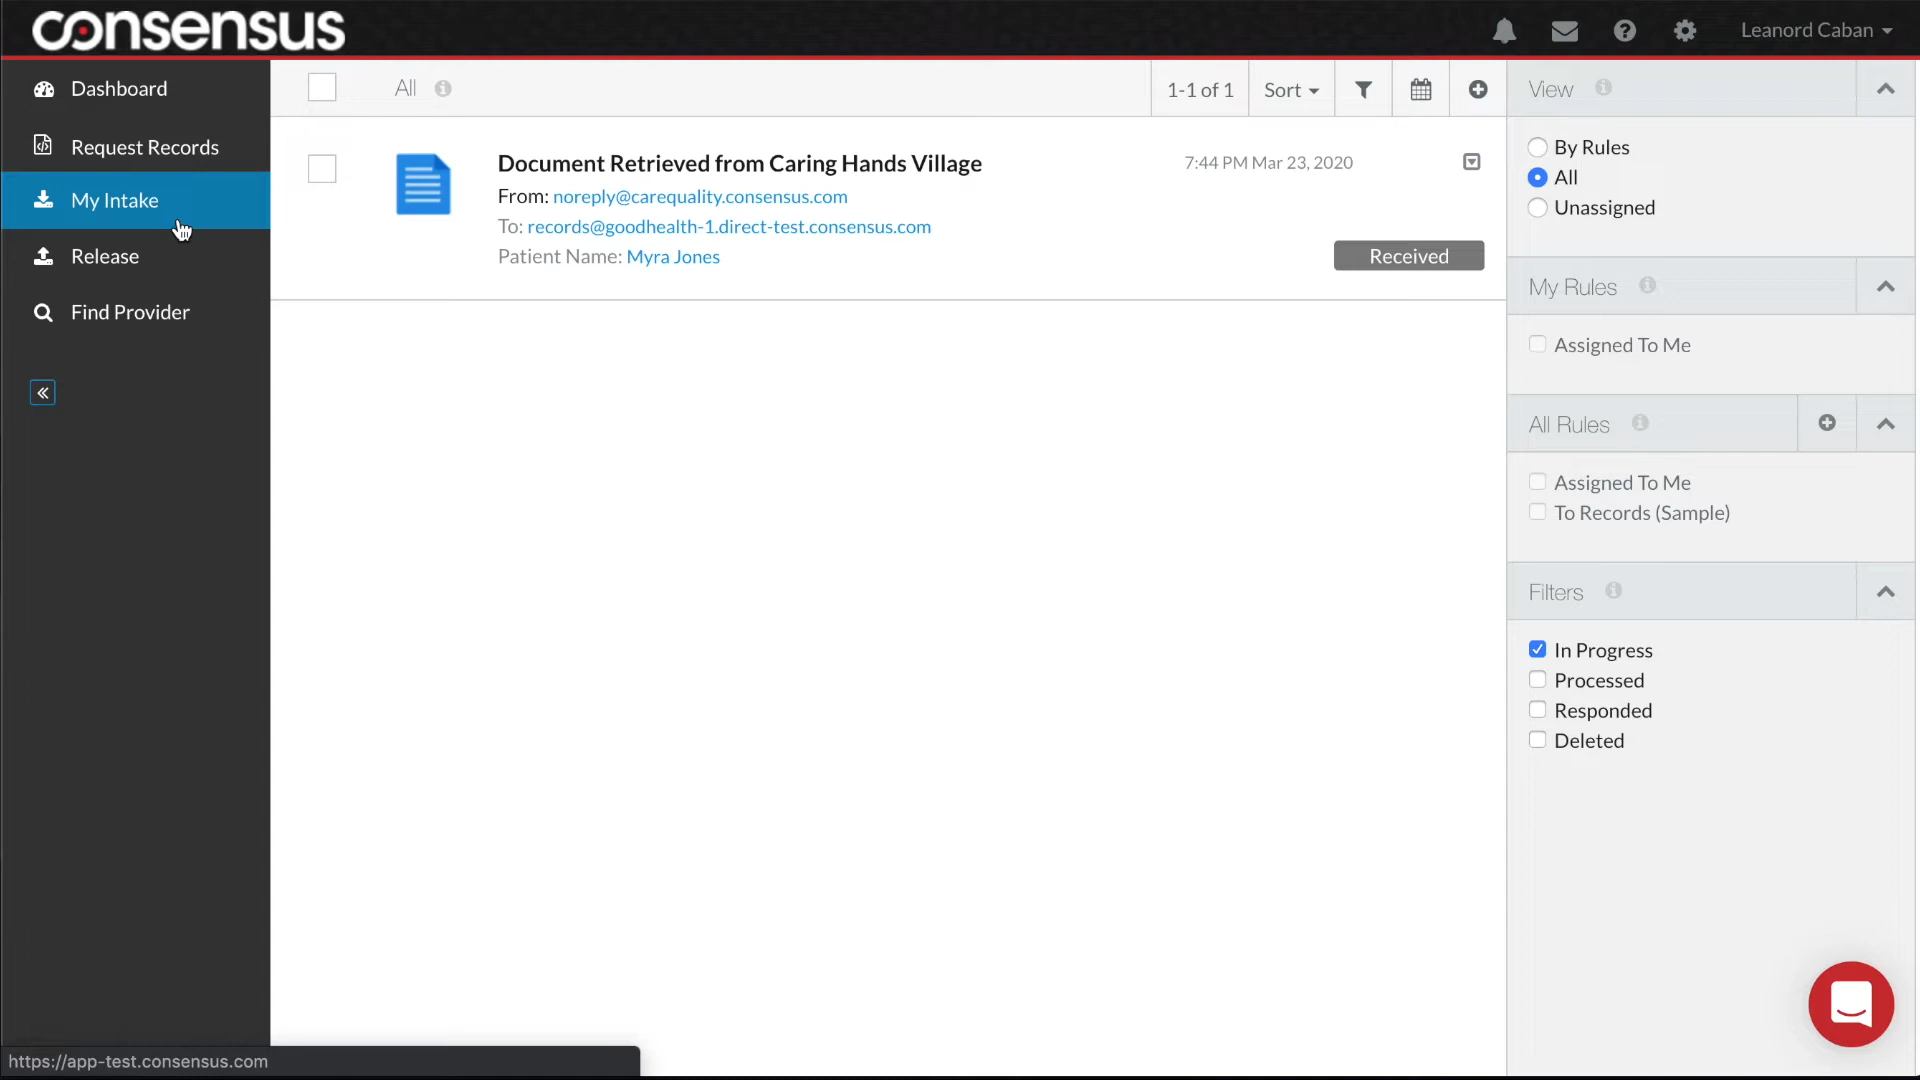 consensus
Leanord Caban
Dashboard
Request Records
My Intake
Release
Find Provider
All
1-1 of 1
Sort
Document Retrieved from Caring Hands Village
7:44 PM Mar 23, 2020
From: noreply@carequality.consensus.com
To: records@goodhealth-1.direct-test.consensus.com
Patient Name: Myra Jones
Received
View
By Rules
All
Unassigned
My Rules
Assigned To Me
All Rules
Assigned To Me
To Records (Sample)
Filters
In Progress
Processed
Responded
Deleted
https://app-test.consensus.com